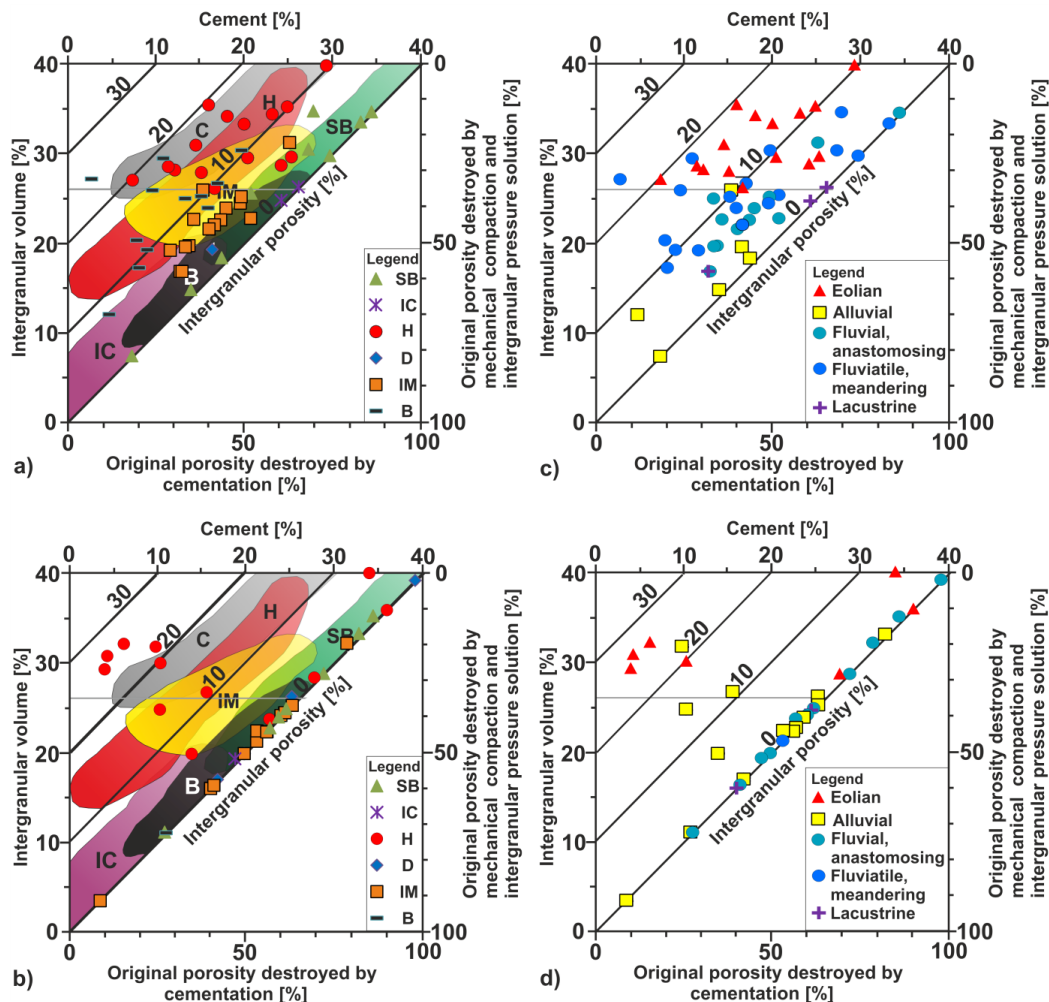 Cement [%]
0 10 20 30 40
40
30
20
10
0
Intergranular volume [%]
30
20
10
0
C
H
SB
IM
B
IC
Intergranular porosity [%]
0
50
100
Original porosity destroyed by
mechanical compaction and
intergranular pressure solution [%]
Legend
SB
IC
H
D
IM
B
0 50 100
a)
Original porosity destroyed by
cementation [%]
Cement [%]
0 10 20 30 40
40
30
20
10
0
Intergranular volume [%]
30
20
10
0
Intergranular porosity [%]
0
50
100
Original porosity destroyed by
mechanical compaction and
intergranular pressure solution [%]
Legend
Eolian
Alluvial
Fluvial,
anastomosing
Fluviatile,
meandering
Lacustrine
0 50 100
c)
Original porosity destroyed by
cementation [%]
Cement [%]
0 10 20 30 40
40
30
20
10
0
Intergranular volume [%]
30
20
10
0
C
H
SB
IM
B
IC
Intergranular porosity [%]
0
50
100
Original porosity destroyed by
mechanical compaction and
intergranular pressure solution [%]
Legend
SB
IC
H
D
IM
B
0 50 100
b)
Original porosity destroyed by
cementation [%]
Cement [%]
0 10 20 30 40
40
30
20
10
0
Intergranular volume [%]
30
20
10
0
Intergranular porosity [%]
0
50
100
Original porosity destroyed by
mechanical compaction and
intergranular pressure solution [%]
Legend
Eolian
Alluvial
Fluvial,
anastomosing
Fluviatile,
meandering
Lacustrine
0 50 100
d)
Original porosity destroyed by
cementation [%]